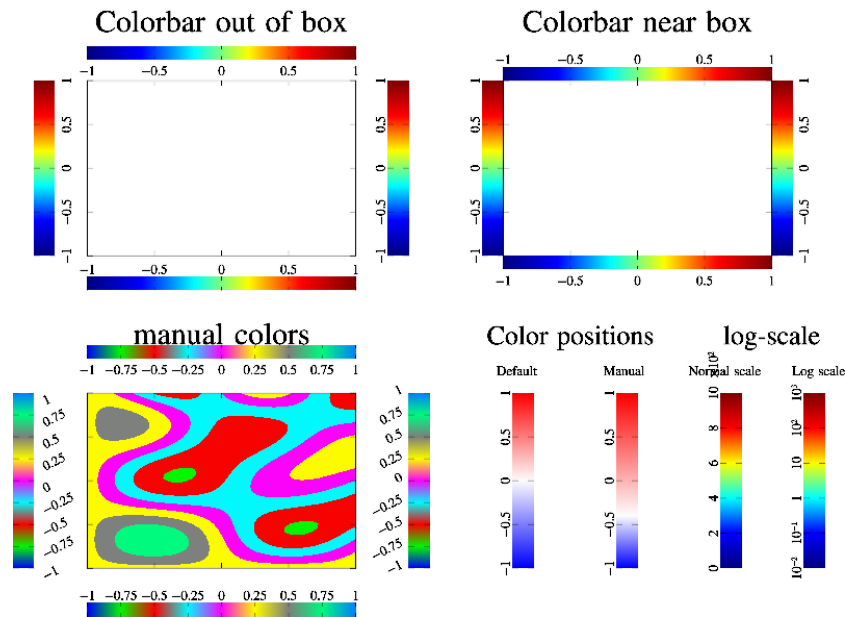 Colorbar out of box
−1 −0.5 0 0.5 1
1 0.5 0 −0.5 −1
1 0.5 0 −0.5 −1
−1 −0.5 0 0.5 1
Colorbar near box
−1 −0.5 0 0.5 1
1 0.5 0 −0.5 −1
1 0.5 0 −0.5 −1
−1 −0.5 0 0.5 1
manual colors
−1 −0.75 −0.5 −0.25 0 0.25 0.5 0.75 1
1 0.75 0.5 0.25 0 −0.25 −0.5 −0.75 −1
1 0.75 0.5 0.25 0 −0.25 −0.5 −0.75 −1
−1 −0.75 −0.5 −0.25 0 0.25 0.5 0.75 1
Color positions
Default
1 0.5 0 −0.5 −1
Manual
1 0.5 0 −0.5 −1
log-scale
Normal scale
10 8 6 4 2 0
Log scale
10³ 10² 10 1 10⁻¹ 10⁻²